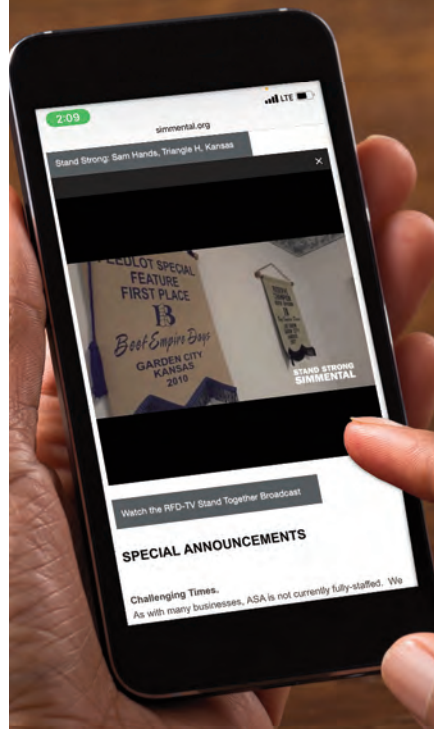 2:09
LTE
simmental.org
Stand Strong: Sam Hands, Triangle H, Kansas
FEEDLOT SPECIAL
FEATURE
FIRST PLACE
B
Beef Empire Days
GARDEN CITY
KANSAS
2019
STAND STRONG
SIMMENTAL
Watch the RFD-TV Stand Together Broadcast
SPECIAL ANNOUNCEMENTS
Challenging Times.
As with many businesses, ASA is not currently fully-staffed. We